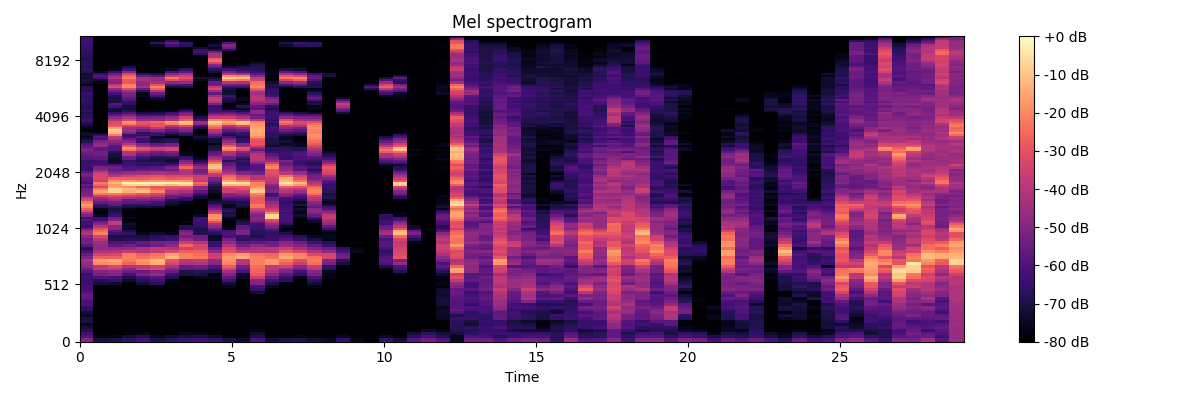 Mel spectrogram
8192
4096
2048
1024
512
0
Hz
0 5 10 15 20 25
Time
+0 dB
-10 dB
-20 dB
-30 dB
-40 dB
-50 dB
-60 dB
-70 dB
-80 dB